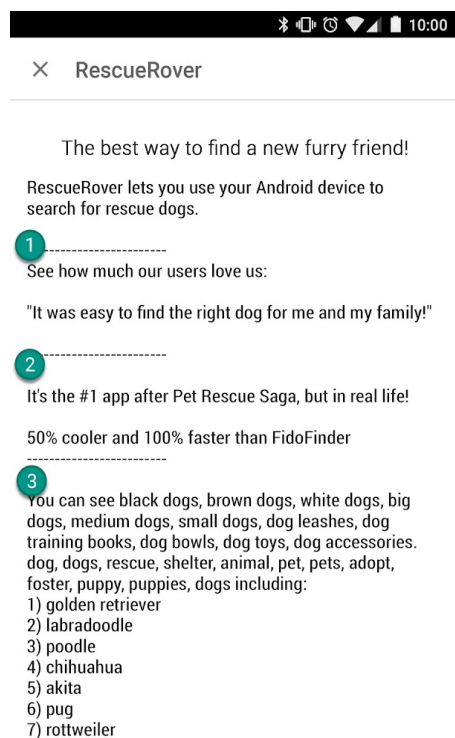 10:00
RescueRover
The best way to find a new furry friend!
RescueRover lets you use your Android device to
search for rescue dogs.
1
-----------------------
See how much our users love us:
"It was easy to find the right dog for me and my family!"
-----------------------
2
It's the #1 app after Pet Rescue Saga, but in real life!
50% cooler and 100% faster than FidoFinder
-------------------------
3
You can see black dogs, brown dogs, white dogs, big
dogs, medium dogs, small dogs, dog leashes, dog
training books, dog bowls, dog toys, dog accessories.
dog, dogs, rescue, shelter, animal, pet, pets, adopt,
foster, puppy, puppies, dogs including:
1) golden retriever
2) labradoodle
3) poodle
4) chihuahua
5) akita
6) pug
7) rottweiler